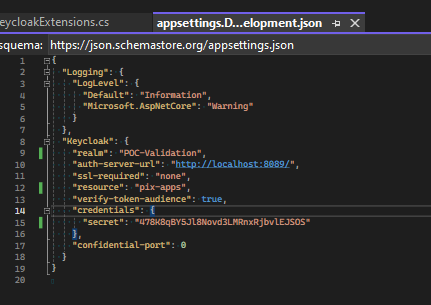 eycloakExtensions.cs
appsettings.D...elopment.json
squema: https://json.schemastore.org/appsettings.json
1 {
2 "Logging": {
3 "LogLevel": {
4 "Default": "Information",
5 "Microsoft.AspNetCore": "Warning"
6 }
7 },
8 "Keycloak": {
9 "realm": "POC-Validation",
10 "auth-server-url": "http://localhost:8089/",
11 "ssl-required": "none",
12 "resource": "pix-apps",
13 "verify-token-audience": true,
14 "credentials": {
15 "secret": "478K8qBY5Jl8Novd3LMRnxRjbvlEJSOS"
16 },
17 "confidential-port": 0
18 }
19 }
20